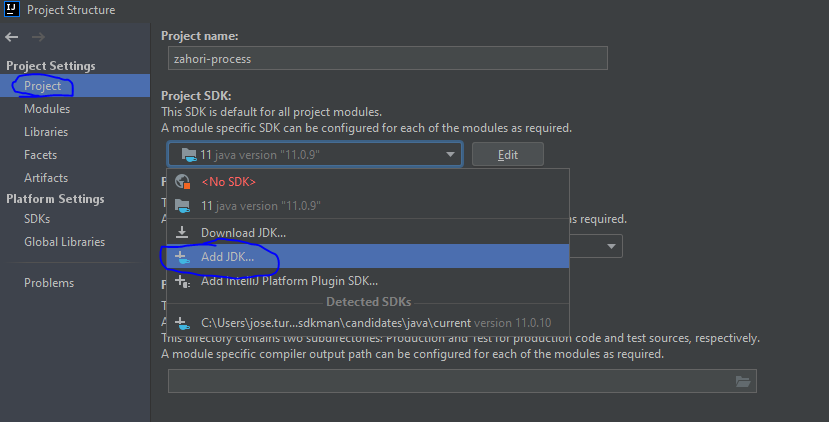 IJ Project Structure
Project name:
Project Settings
zahori-process
Project
Modules
Project SDK:
This SDK is default for all project modules.
Libraries
A module specific SDK can be configured for each of the modules as required.
Facets
11 java version "11.0.9"
Edit
Artifacts
<No SDK>
Platform Settings
11 java version "11.0.9"
SDKs
s required.
Global Libraries
Download JDK...
Add JDK...
Problems
Add IntelliJ Platform Plugin SDK...
Detected SDKs
C:\Users\jose.tur...sdkman\candidates\java\current version 11.0.10
This directory contains two subdirectories: Production and Test for production code and test sources, respectively.
A module specific compiler output path can be configured for each of the modules as required.